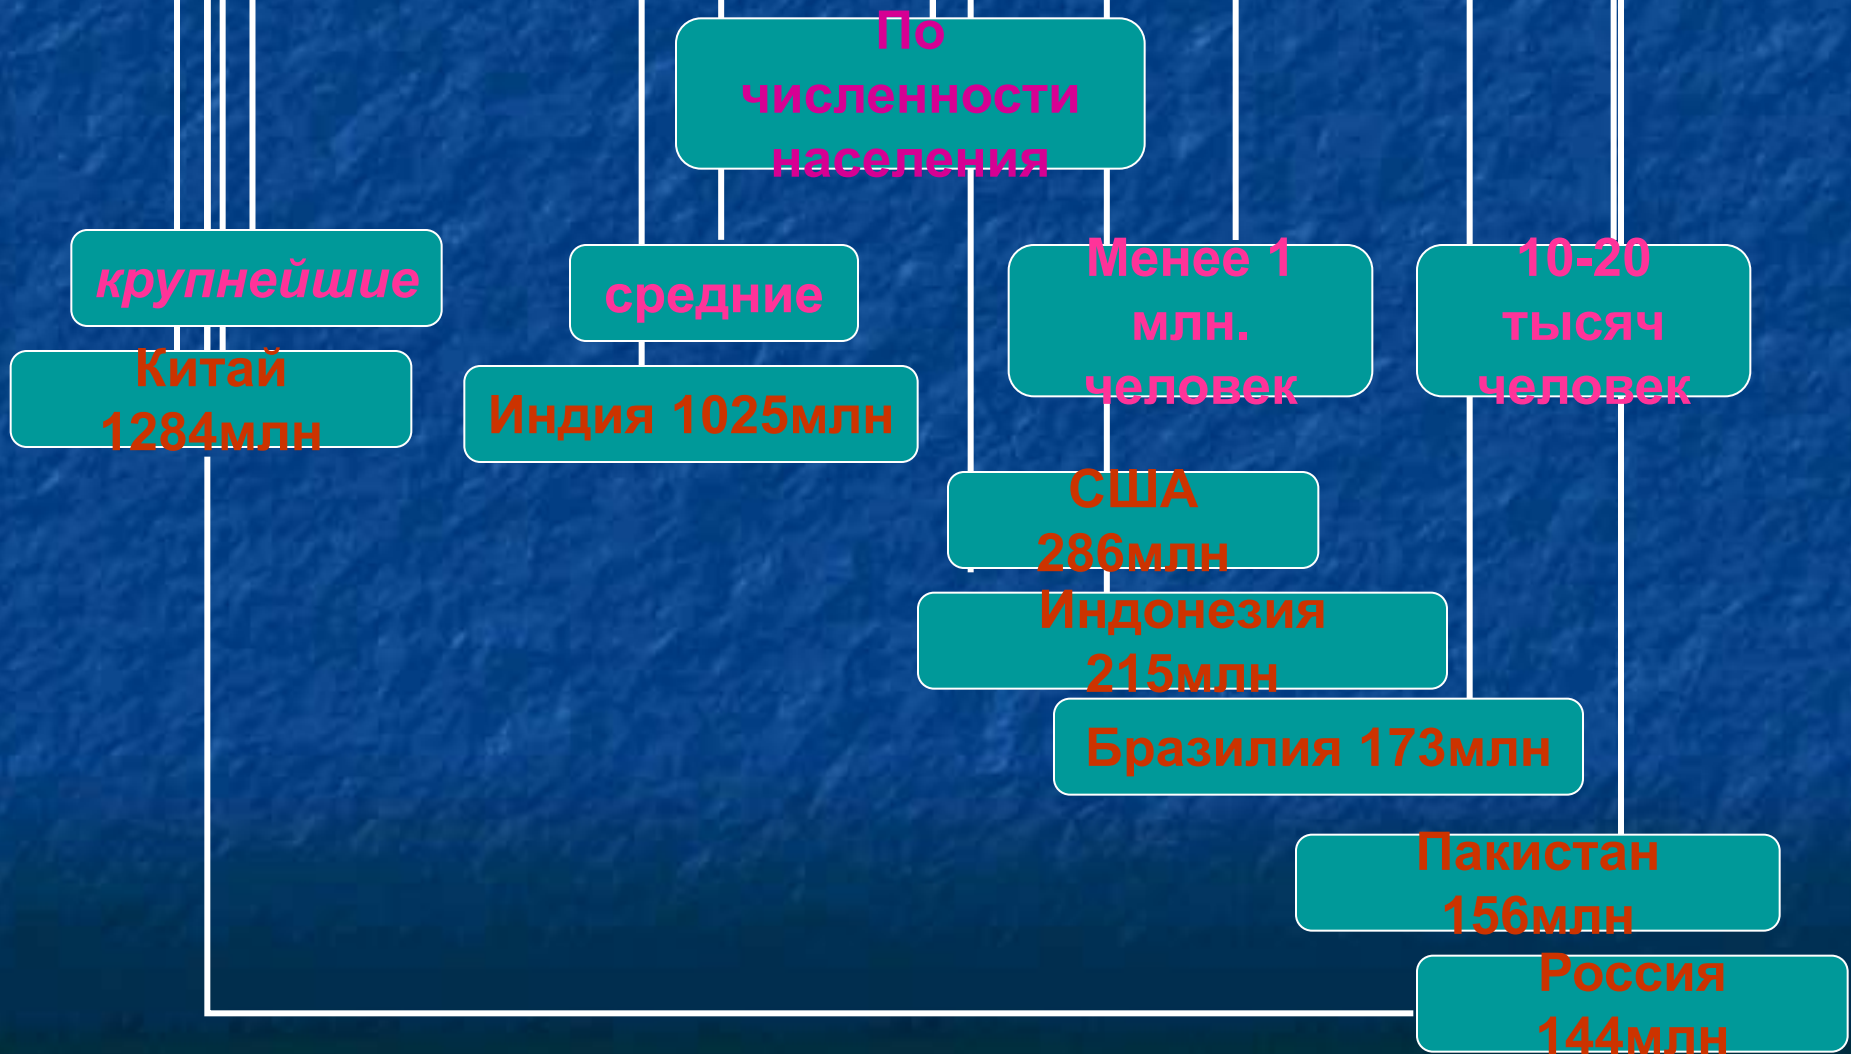 По
численности
населения
крупнейшие
средние
Менее 1
млн.
человек
10-20
тысяч
человек
Китай
1284млн
Индия 1025млн
США
286млн
Индонезия
215млн
Бразилия 173млн
Пакистан
156млн
Россия
144млн